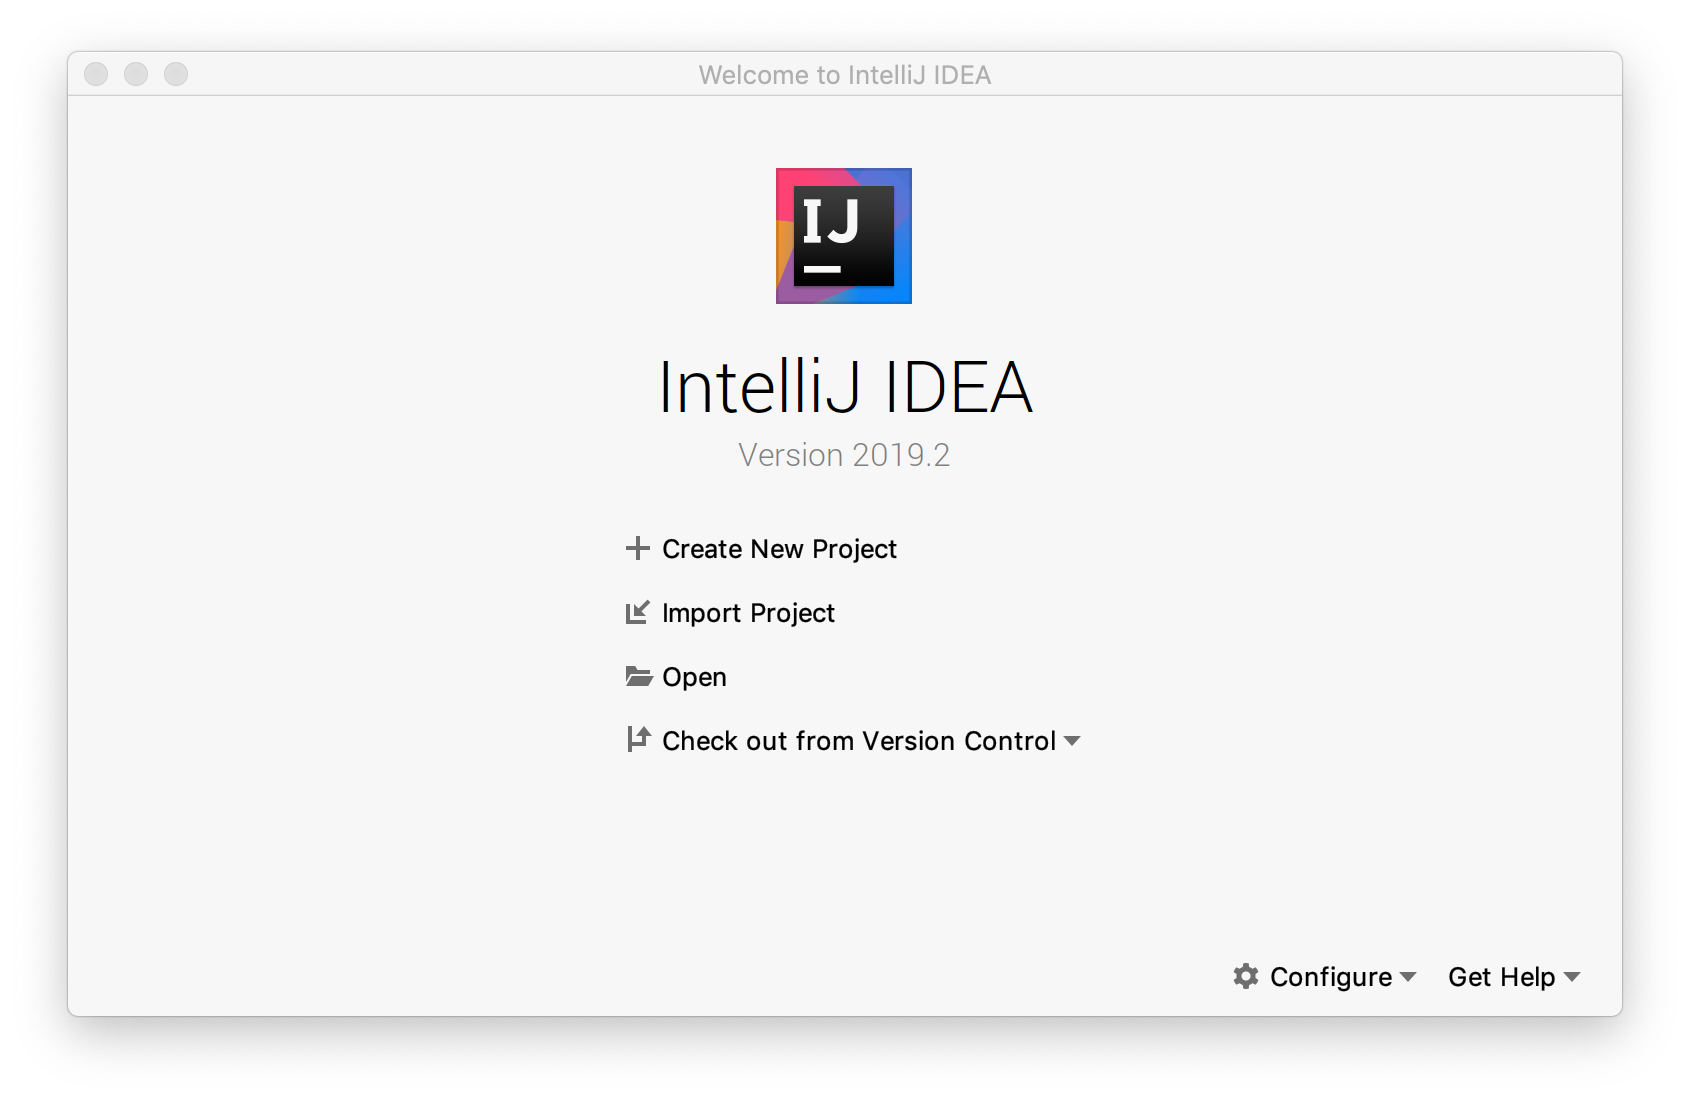 Welcome to IntelliJ IDEA
IJ
IntelliJ IDEA
Version 2019.2
Create New Project
Import Project
Open
Check out from Version Control
Configure
Get Help